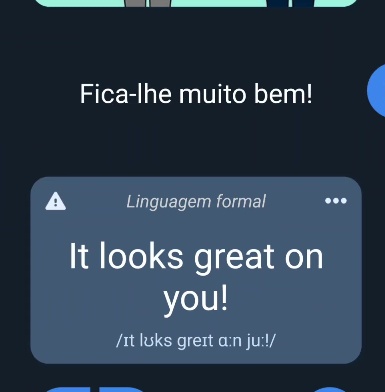 Fica-lhe muito bem!
Linguagem formal
It looks great on
you!
/ɪt lʊks greɪt ɑːn juː!/